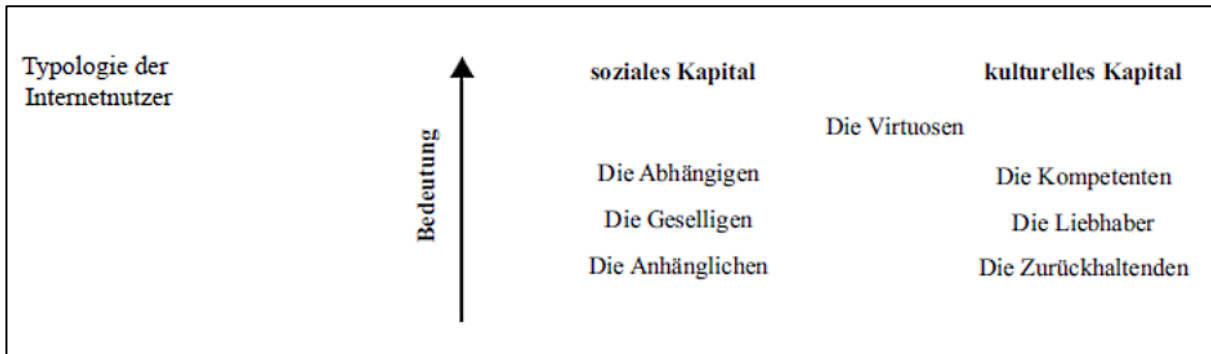 Typologie der
Internetnutzer
Bedeutung
soziales Kapital
kulturelles Kapital
Die Virtuosen
Die Abhängigen
Die Kompetenten
Die Geselligen
Die Liebhaber
Die Anhänglichen
Die Zurückhaltenden